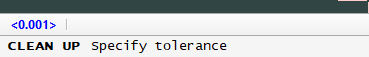 <0.001>
CLEAN UP Specify tolerance